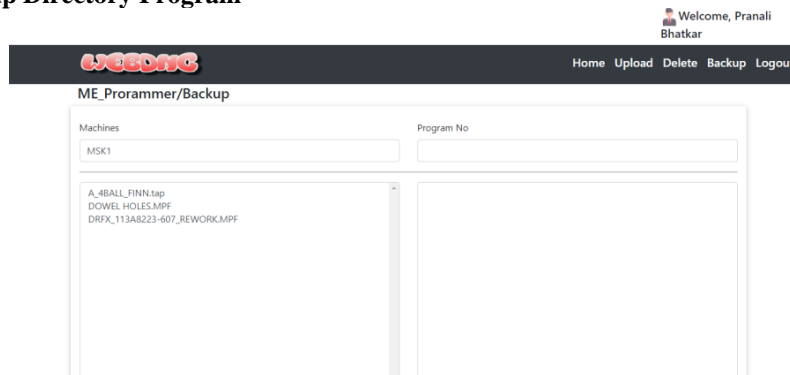 p Directory Program
Welcome, Pranali
Bhatkar
WEBDNC
Home Upload Delete Backup Logou
ME_Prorammer/Backup
Machines
Program No
MSK1
A_4BALL_FINN.tap
DOWEL HOLES.MPF
DRFX_113A8223-607_REWORK.MPF